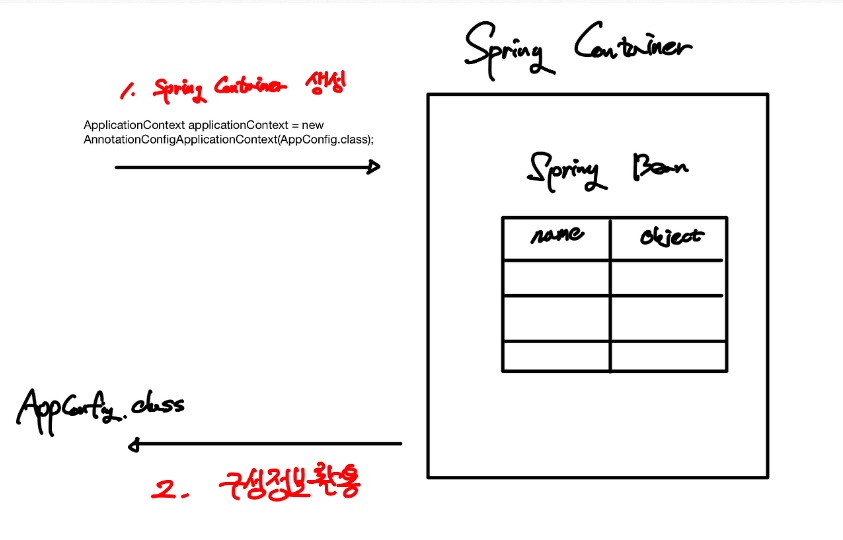 Spring Container
1. Spring Container 생성
ApplicationContext applicationContext = new
AnnotationConfigApplicationContext(AppConfig.class);
Spring Bean
name object
AppConfig.class
2. 구성정보활용